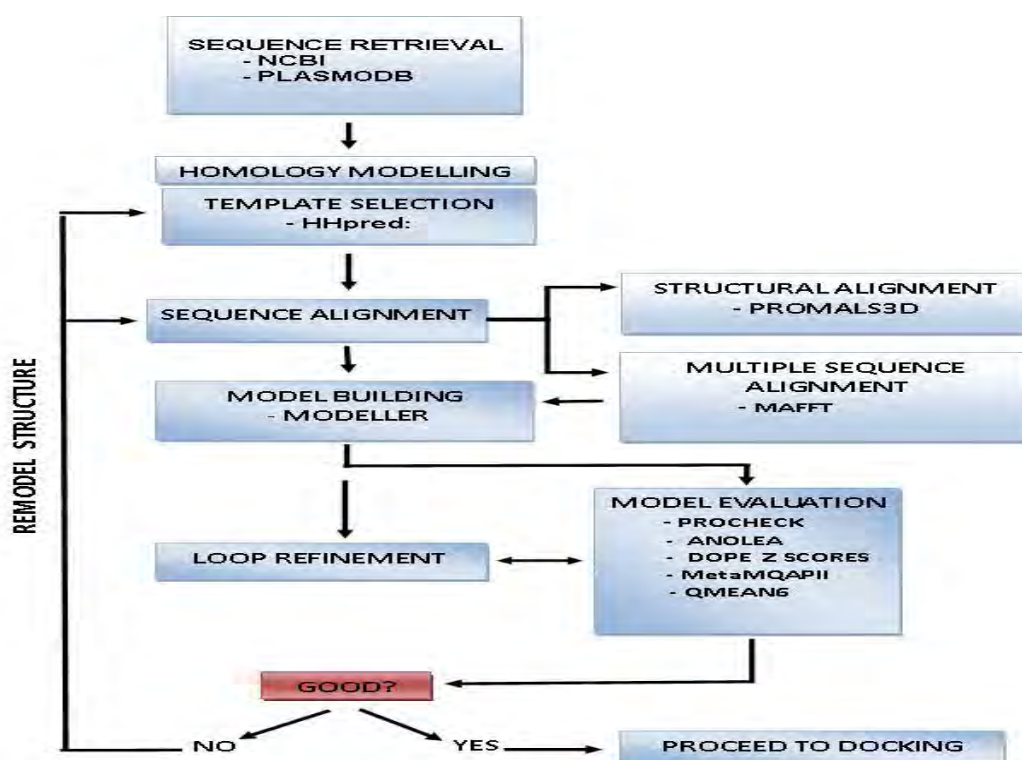 SEQUENCE RETRIEVAL
- NCBI
- PLASMODB
HOMOLOGY MODELLING
TEMPLATE SELECTION
- HHpred:
SEQUENCE ALIGNMENT
STRUCTURAL ALIGNMENT
- PROMALS3D
MULTIPLE SEQUENCE
ALIGNMENT
- MAFFT
MODEL BUILDING
- MODELLER
REMODEL STRUCTURE
LOOP REFINEMENT
MODEL EVALUATION
- PROCHECK
- ANOLEA
- DOPE Z SCORES
- MetaMQAPII
- QMEAN6
GOOD?
NO
YES
PROCEED TO DOCKING